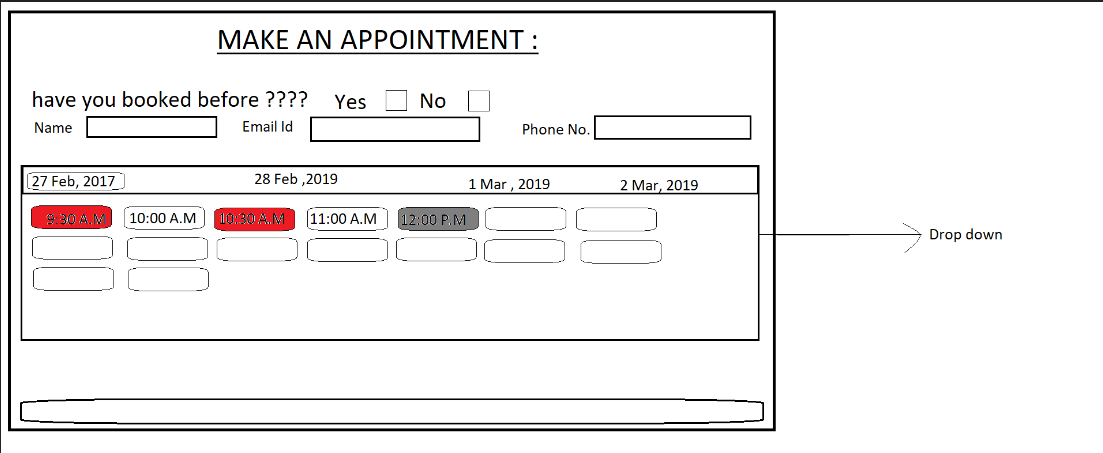 MAKE AN APPOINTMENT :
have you booked before ???? Yes No
Name Email Id Phone No.
27 Feb, 2017 28 Feb ,2019 1 Mar , 2019 2 Mar, 2019
9:30 A.M 10:00 A.M 10:30 A.M 11:00 A.M 12:00 P.M
Drop down